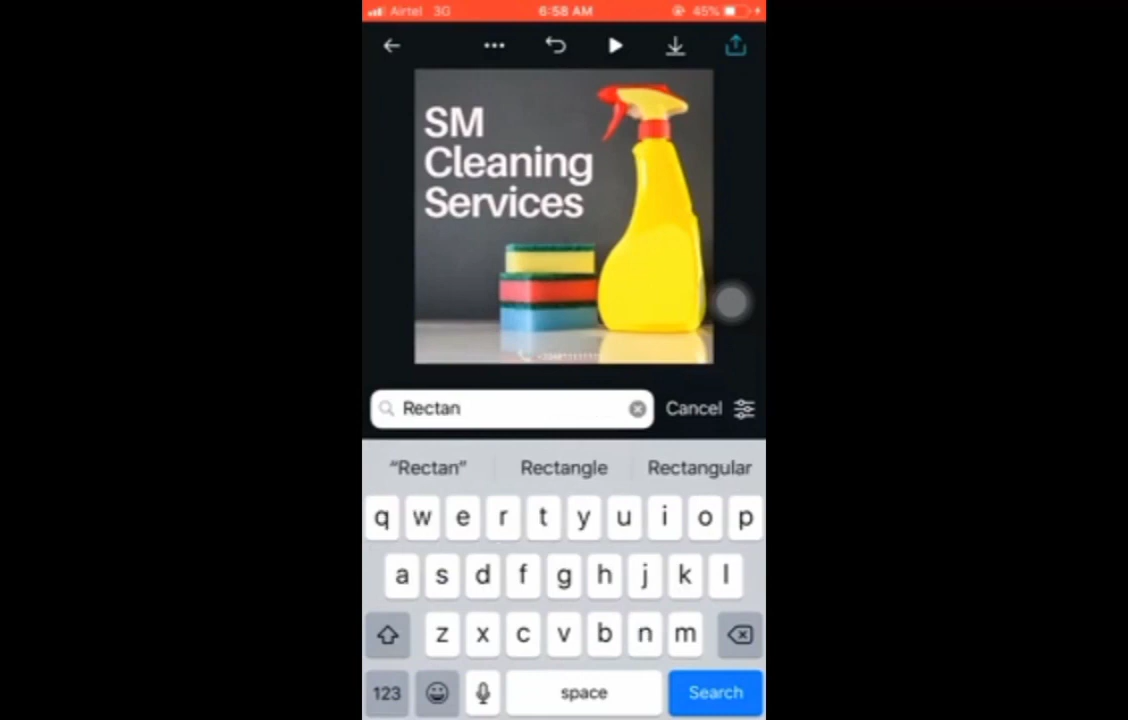 Airtel 3G 6:58 AM 45%
SM
Cleaning
Services
Rectan
Cancel
“Rectan” Rectangle Rectangular
q w e r t y u i o p
a s d f g h j k l
z x c v b n m
123 space Search